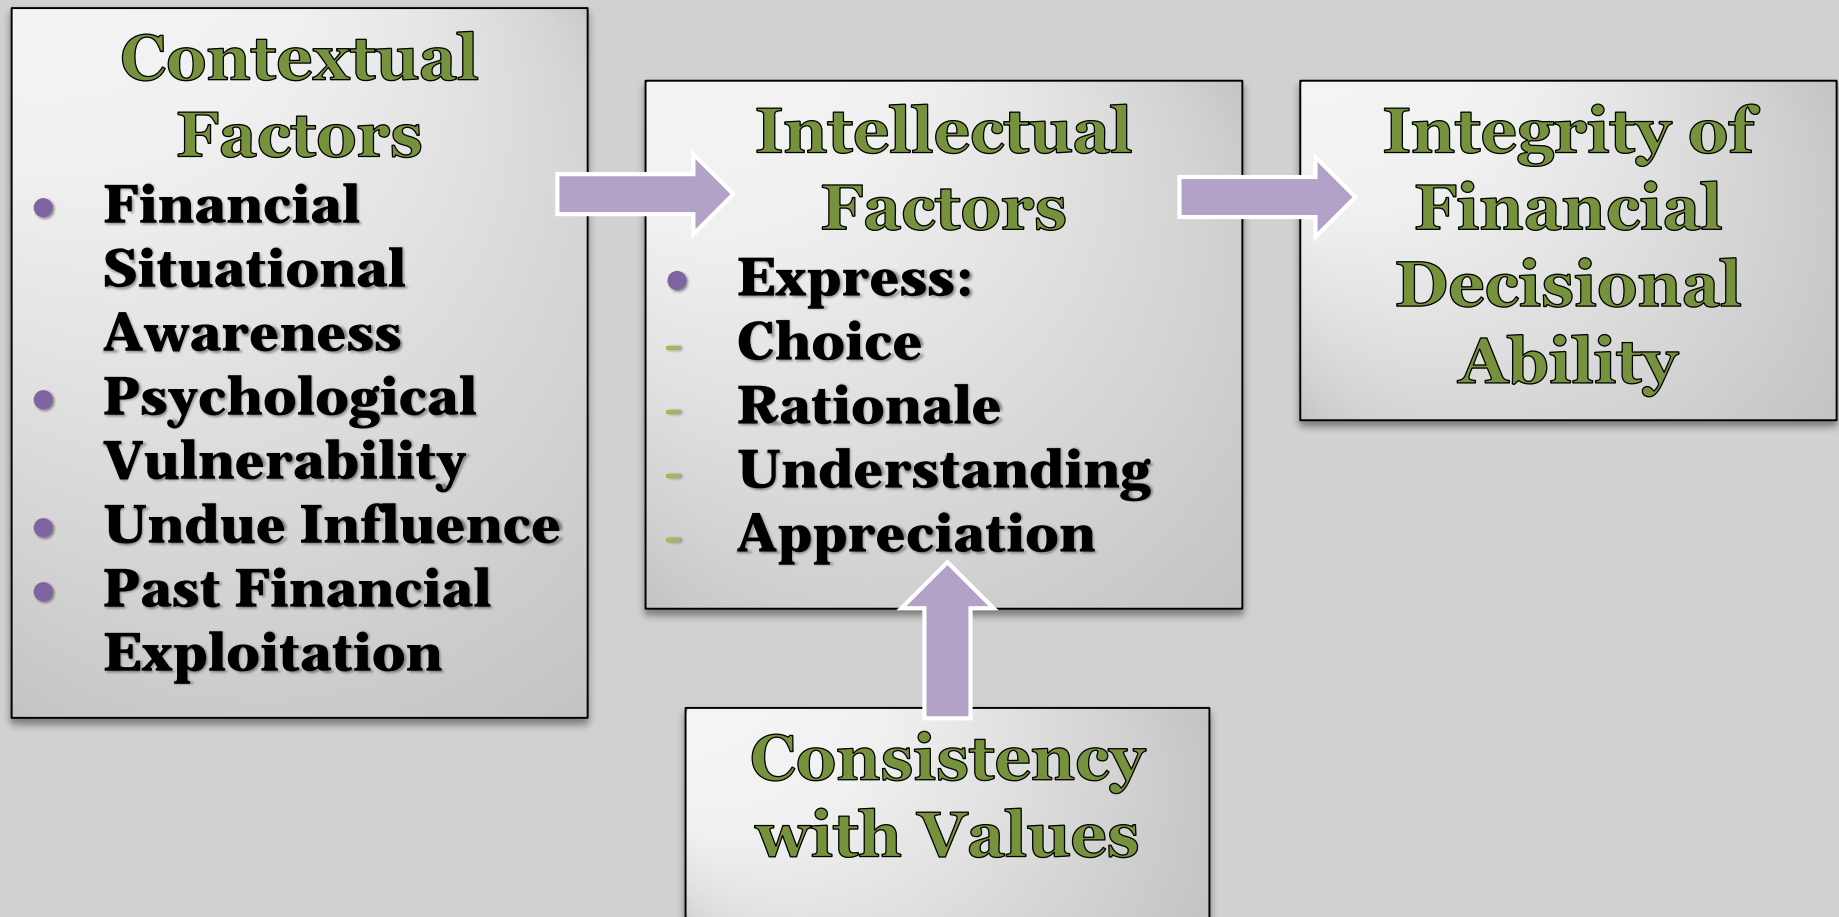 Contextual
Factors
• Financial
Situational
Awareness
• Psychological
Vulnerability
• Undue Influence
• Past Financial
Exploitation
Intellectual
Factors
• Express:
- Choice
- Rationale
- Understanding
- Appreciation
Integrity of
Financial
Decisional
Ability
Consistency
with Values